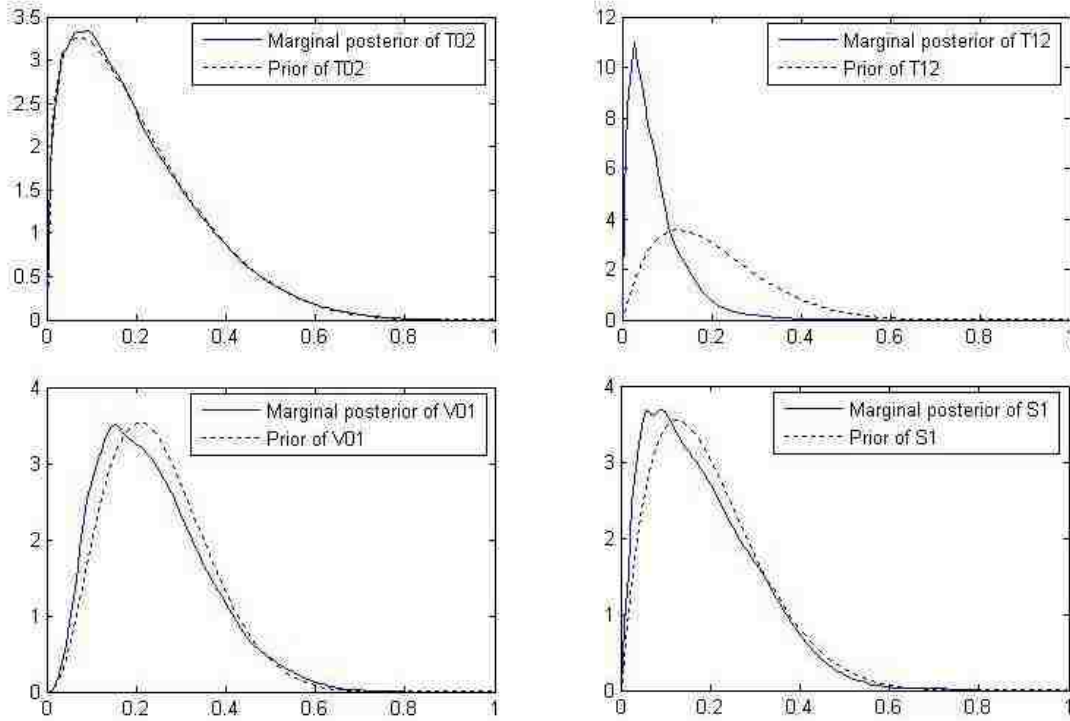 3.5
3
2.5
2
1.5
1
0.5
0
0 0.2 0.4 0.6 0.8 1
Marginal posterior of T02
Prior of T02
12
10
8
6
4
2
0
0 0.2 0.4 0.6 0.8 1
Marginal posterior of T12
Prior of T12
4
3
2
1
0
0 0.2 0.4 0.6 0.8 1
Marginal posterior of V01
Prior of V01
4
3
2
1
0
0 0.2 0.4 0.6 0.8 1
Marginal posterior of S1
Prior of S1